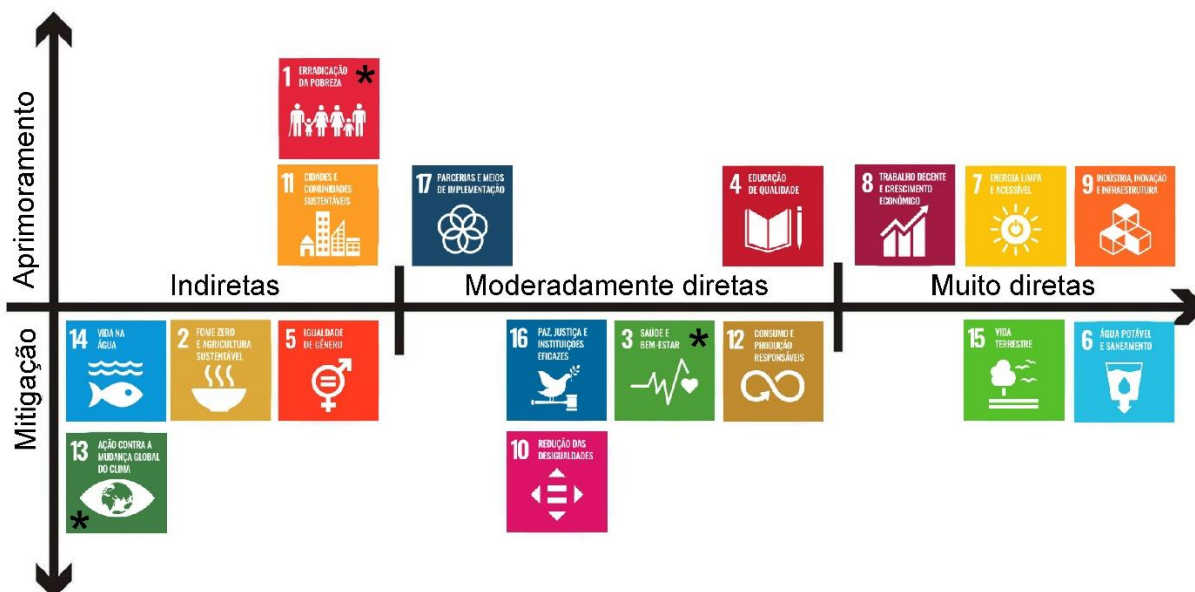 Aprimoramento
1 ERRADICAÇÃO
DA POBREZA *
11 CIDADES E
COMUNIDADES
SUSTENTÁVEIS
17 PARCERIAS E MEIOS
DE IMPLEMENTAÇÃO
4 EDUCAÇÃO
DE QUALIDADE
8 TRABALHO DECENTE
E CRESCIMENTO
ECONÔMICO
7 ENERGIA LIMPA
E ACESSÍVEL
9 INDÚSTRIA, INOVAÇÃO
E INFRAESTRUTURA
Indiretas
Moderadamente diretas
Muito diretas
Mitigação
14 VIDA NA
ÁGUA
2 FOME ZERO
E AGRICULTURA
SUSTENTÁVEL
5 IGUALDADE
DE GÊNERO
16 PAZ, JUSTIÇA E
INSTITUIÇÕES
EFICAZES
3 SAÚDE E
BEM-ESTAR *
12 CONSUMO E
PRODUÇÃO
RESPONSÁVEIS
15 VIDA
TERRESTRE
6 ÁGUA POTÁVEL
E SANEAMENTO
13 AÇÃO CONTRA A
MUDANÇA GLOBAL
DO CLIMA
*
10 REDUÇÃO DAS
DESIGUALDADES